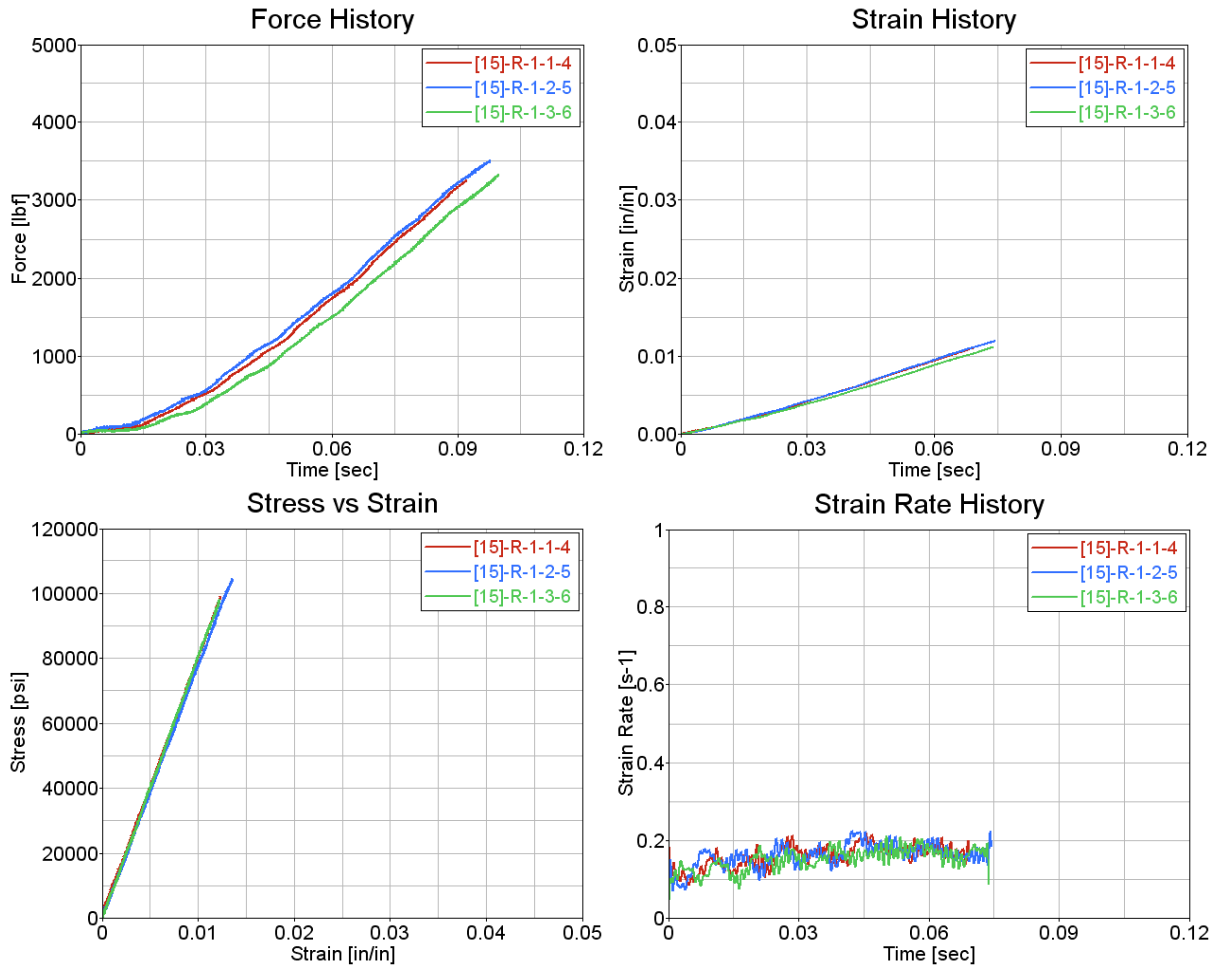 Force History
5000
4000
3000
2000
1000
0
Force [lbf]
[15]-R-1-1-4
[15]-R-1-2-5
[15]-R-1-3-6
0
0.03
0.06
0.09
0.12
Time [sec]
Strain History
0.05
0.04
0.03
0.02
0.01
0.00
Strain [in/in]
[15]-R-1-1-4
[15]-R-1-2-5
[15]-R-1-3-6
0
0.03
0.06
0.09
0.12
Time [sec]
Stress vs Strain
120000
100000
80000
60000
40000
20000
0
Stress [psi]
[15]-R-1-1-4
[15]-R-1-2-5
[15]-R-1-3-6
0
0.01
0.02
0.03
0.04
0.05
Strain [in/in]
Strain Rate History
1
0.8
0.6
0.4
0.2
0
Strain Rate [s-1]
[15]-R-1-1-4
[15]-R-1-2-5
[15]-R-1-3-6
0
0.03
0.06
0.09
0.12
Time [sec]